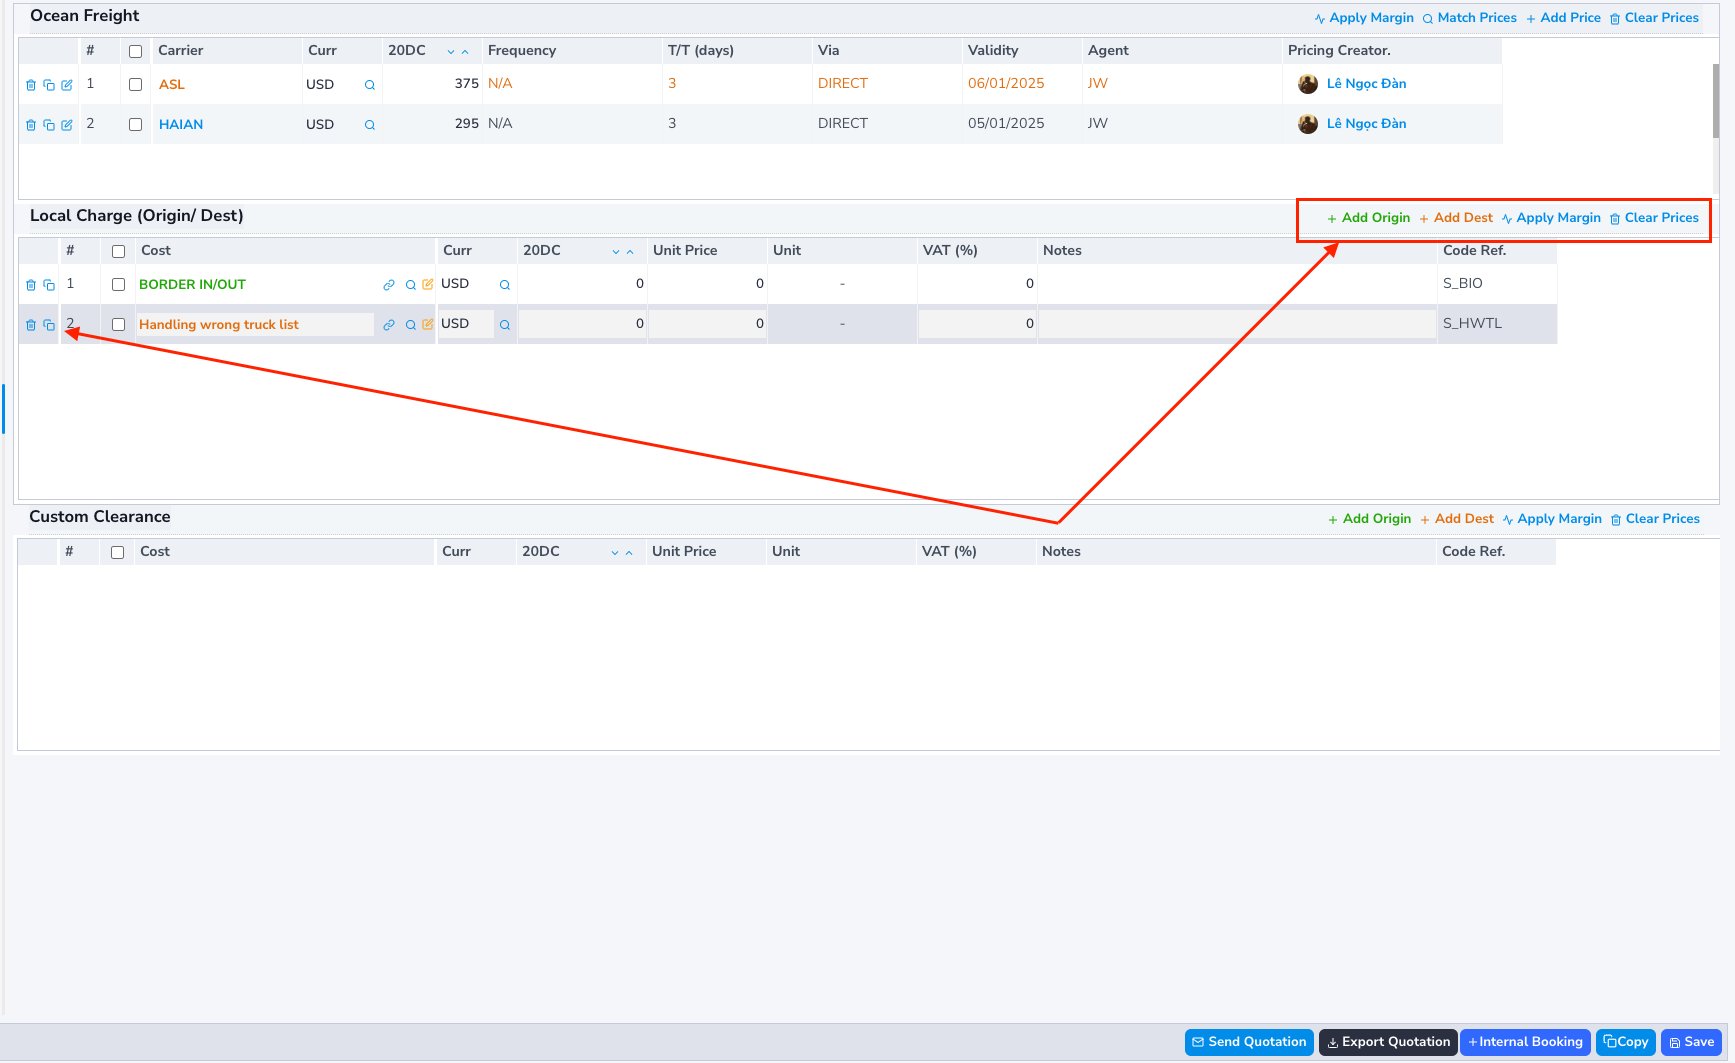 Ocean Freight
Apply Margin Match Prices + Add Price Clear Prices
# Carrier Curr 20DC Frequency T/T (days) Via Validity Agent Pricing Creator.
1 ASL USD 375 N/A 3 DIRECT 06/01/2025 JW Lê Ngọc Đàn
2 HAIAN USD 295 N/A 3 DIRECT 05/01/2025 JW Lê Ngọc Đàn
Local Charge (Origin/ Dest)
+ Add Origin + Add Dest Apply Margin Clear Prices
# Cost Curr 20DC Unit Price Unit VAT (%) Notes Code Ref.
1 BORDER IN/OUT USD 0 0 - 0 S_BIO
2 Handling wrong truck list USD 0 0 - 0 S_HWTL
Custom Clearance
+ Add Origin + Add Dest Apply Margin Clear Prices
# Cost Curr 20DC Unit Price Unit VAT (%) Notes Code Ref.
Send Quotation Export Quotation +Internal Booking Copy Save